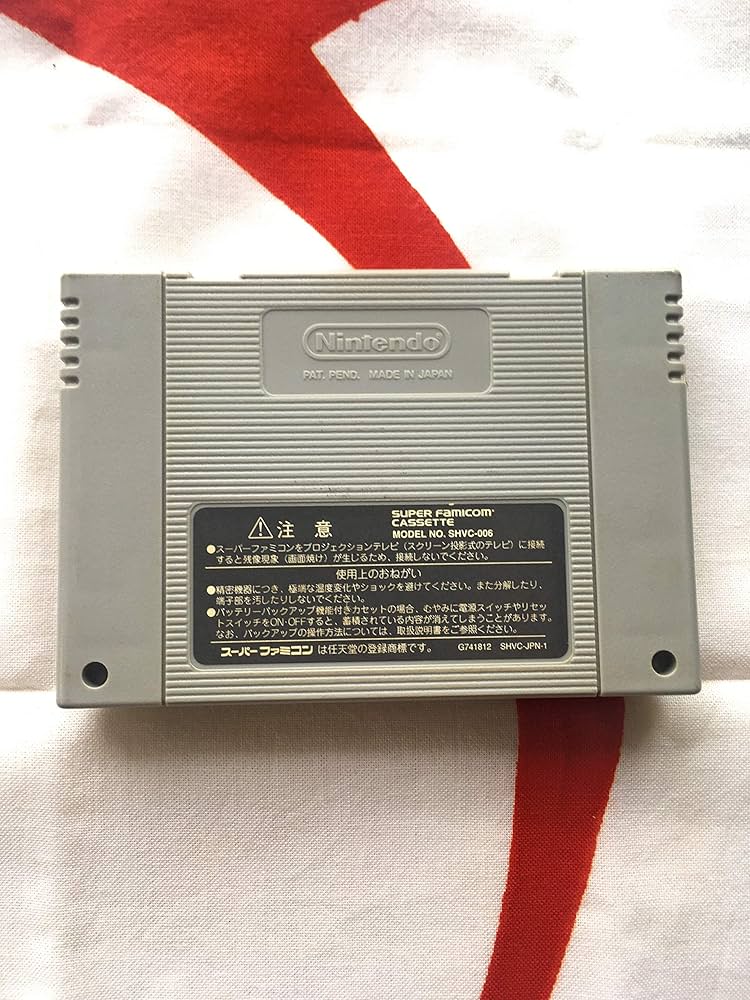 Nintendo
PAT. PEND. MADE IN JAPAN
⚠注意
SUPER FAMICOM
CASSETTE
MODEL NO. SHVC-006
●スーパーファミコンをプロジェクションテレビ(スクリーン投影式のテレビ)に接続
すると残像現象(画面焼け)が生じるため、接続しないでください。
使用上のおねがい
●精密機器につき、極端な温度変化やショックを避けてください。また分解したり、
端子部を汚したりしないでください。
●バッテリーバックアップ機能付きカセットの場合、むやみに電源スイッチやリセッ
トスイッチをON・OFFすると、蓄積されている内容が消えてしまうことがあります。
なお、バックアップの操作方法については、取扱説明書をご参照ください。
スーパーファミコンは任天堂の登録商標です。 G741812 SHVC-JPN-1